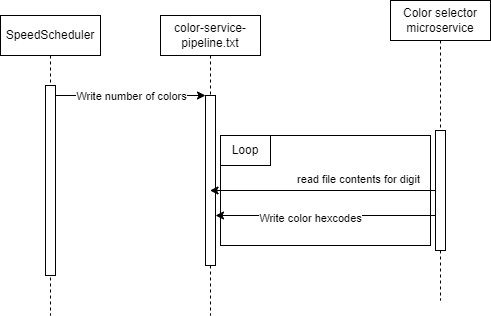 SpeedScheduler
color-service-
pipeline.txt
Color selector
microservice
Write number of colors
Loop
read file contents for digit
Write color hexcodes